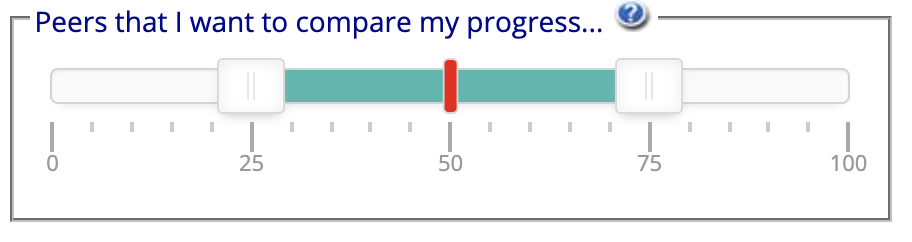 Peers that I want to compare my progress... ?
0 25 50 75 100